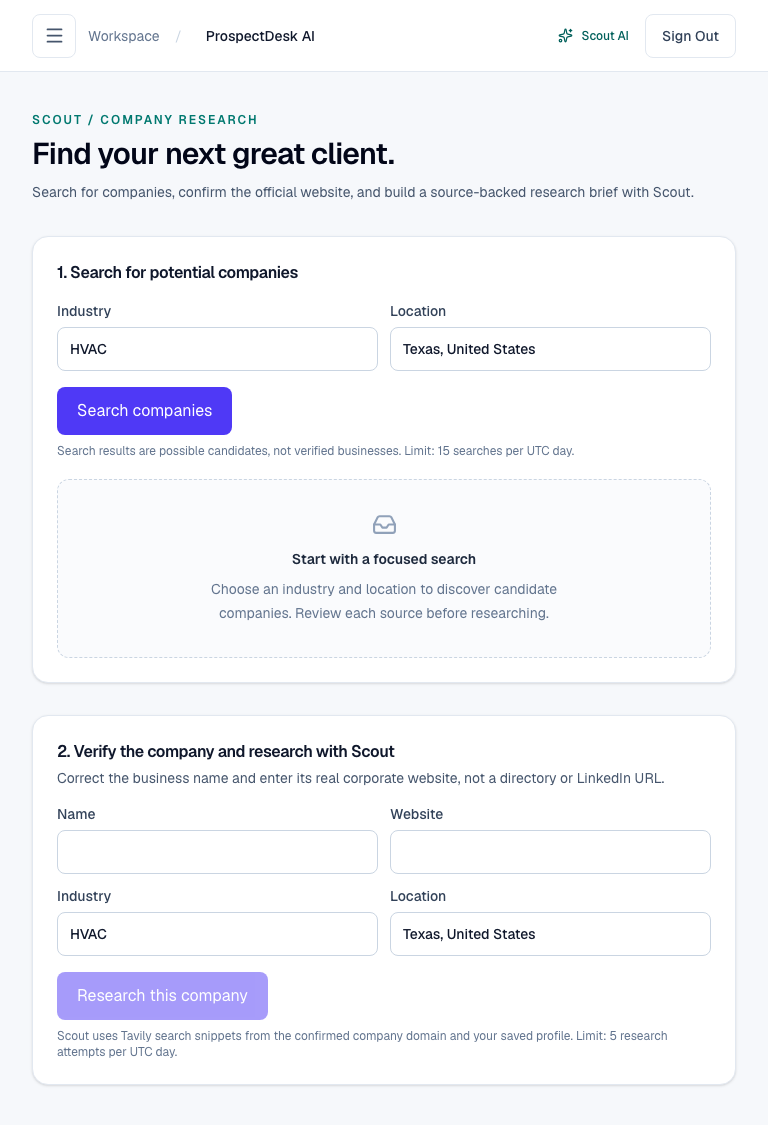 Workspace / ProspectDesk AI
Scout AI
Sign Out
SCOUT / COMPANY RESEARCH
Find your next great client.
Search for companies, confirm the official website, and build a source-backed research brief with Scout.
1. Search for potential companies
Industry
Location
HVAC
Texas, United States
Search companies
Search results are possible candidates, not verified businesses. Limit: 15 searches per UTC day.
Start with a focused search
Choose an industry and location to discover candidate
companies. Review each source before researching.
2. Verify the company and research with Scout
Correct the business name and enter its real corporate website, not a directory or LinkedIn URL.
Name
Website
Industry
Location
HVAC
Texas, United States
Research this company
Scout uses Tavily search snippets from the confirmed company domain and your saved profile. Limit: 5 research
attempts per UTC day.